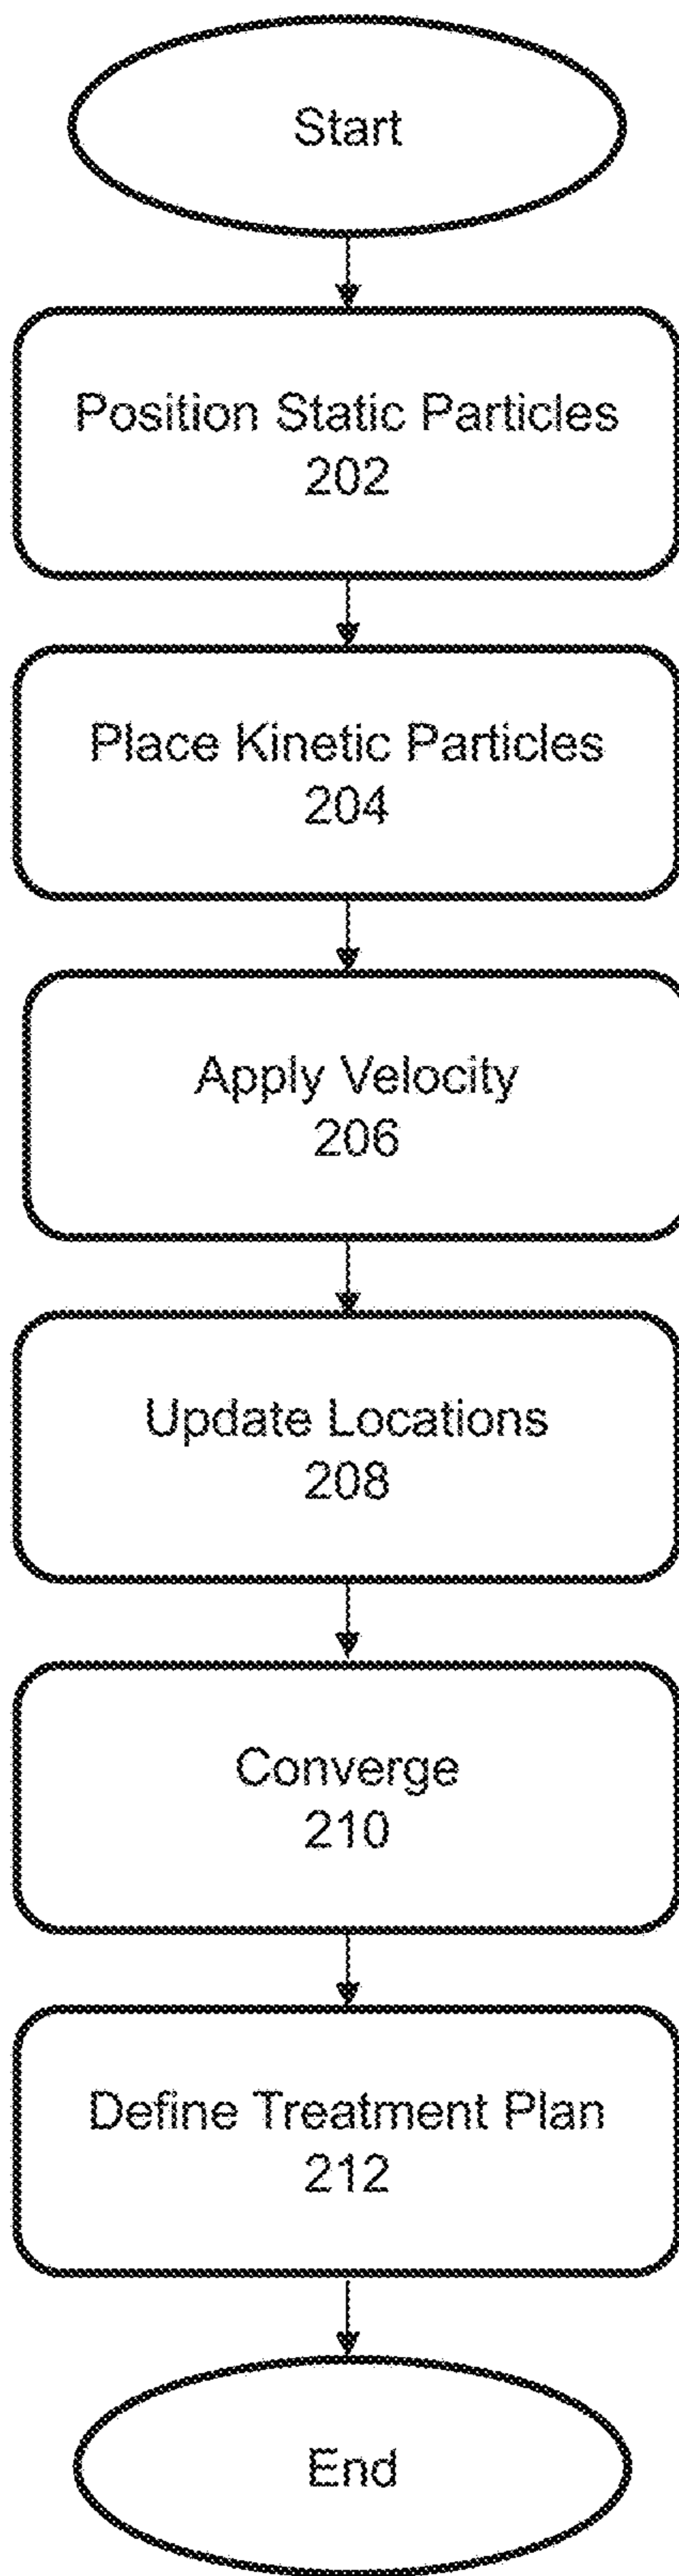 Start
Position Static Particles
202
Place Kinetic Particles
204
Apply Velocity
206
Update Locations
208
Converge
210
Define Treatment Plan
212
End